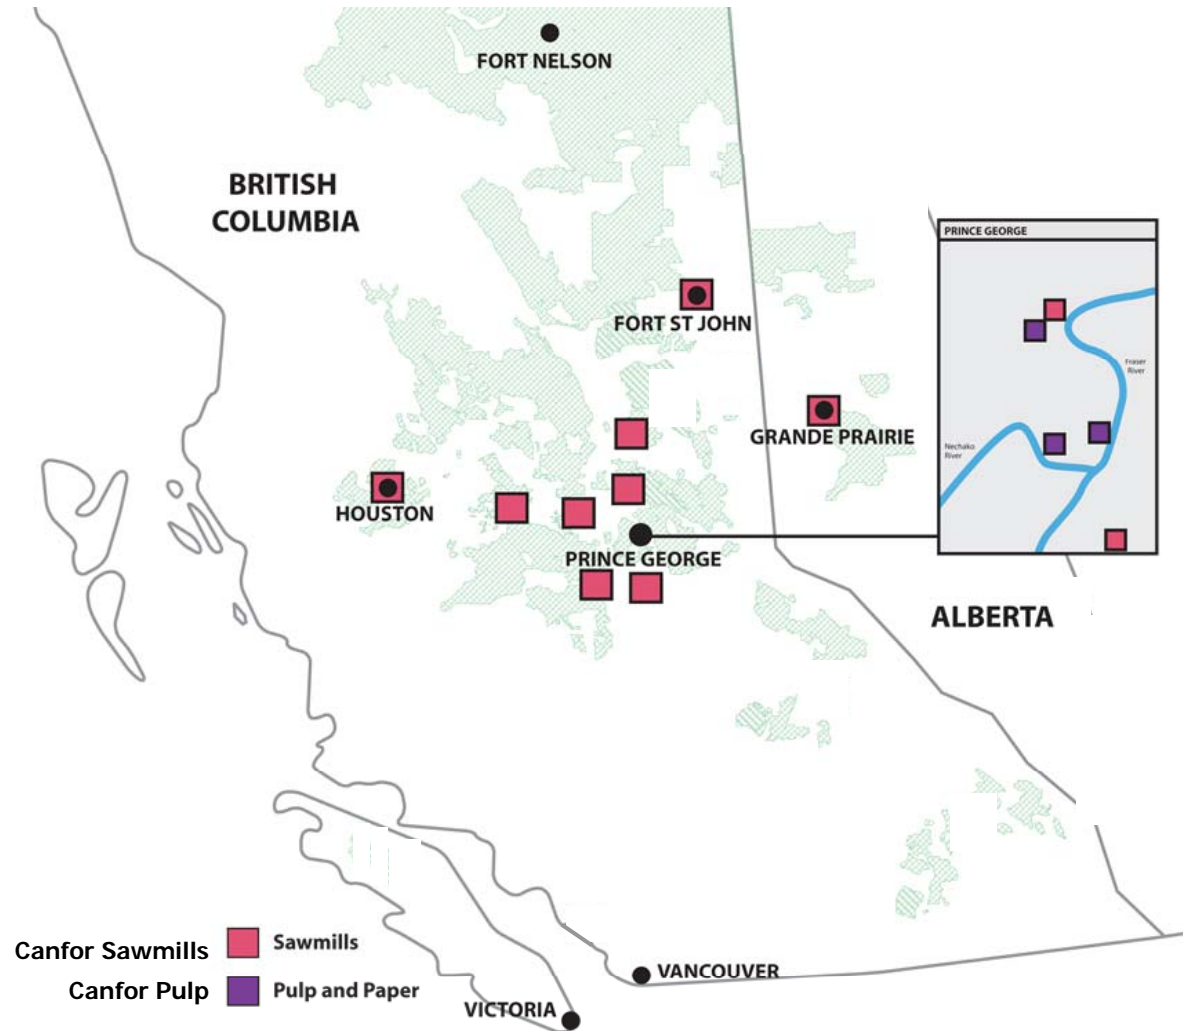 FORT NELSON
BRITISH
COLUMBIA
PRINCE GEORGE
FORT ST JOHN
Fraser
River
GRANDE PRAIRIE
Nechako
River
HOUSTON
PRINCE GEORGE
ALBERTA
Canfor Sawmills
Sawmills
Canfor Pulp
Pulp and Paper
VANCOUVER
VICTORIA